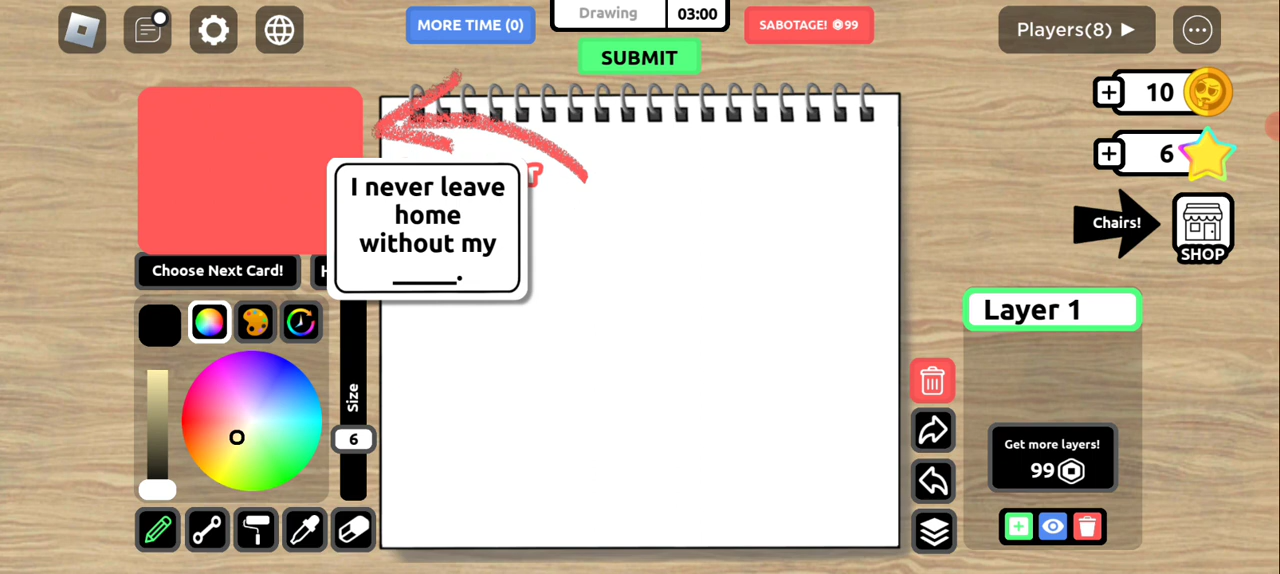 MORE TIME (0)
Drawing
03:00
SABOTAGE! 99
Players(8)
SUBMIT
10
6
I never leave
home
without my
______.
Chairs!
SHOP
Choose Next Card!
H
Layer 1
Size
6
Get more layers!
99